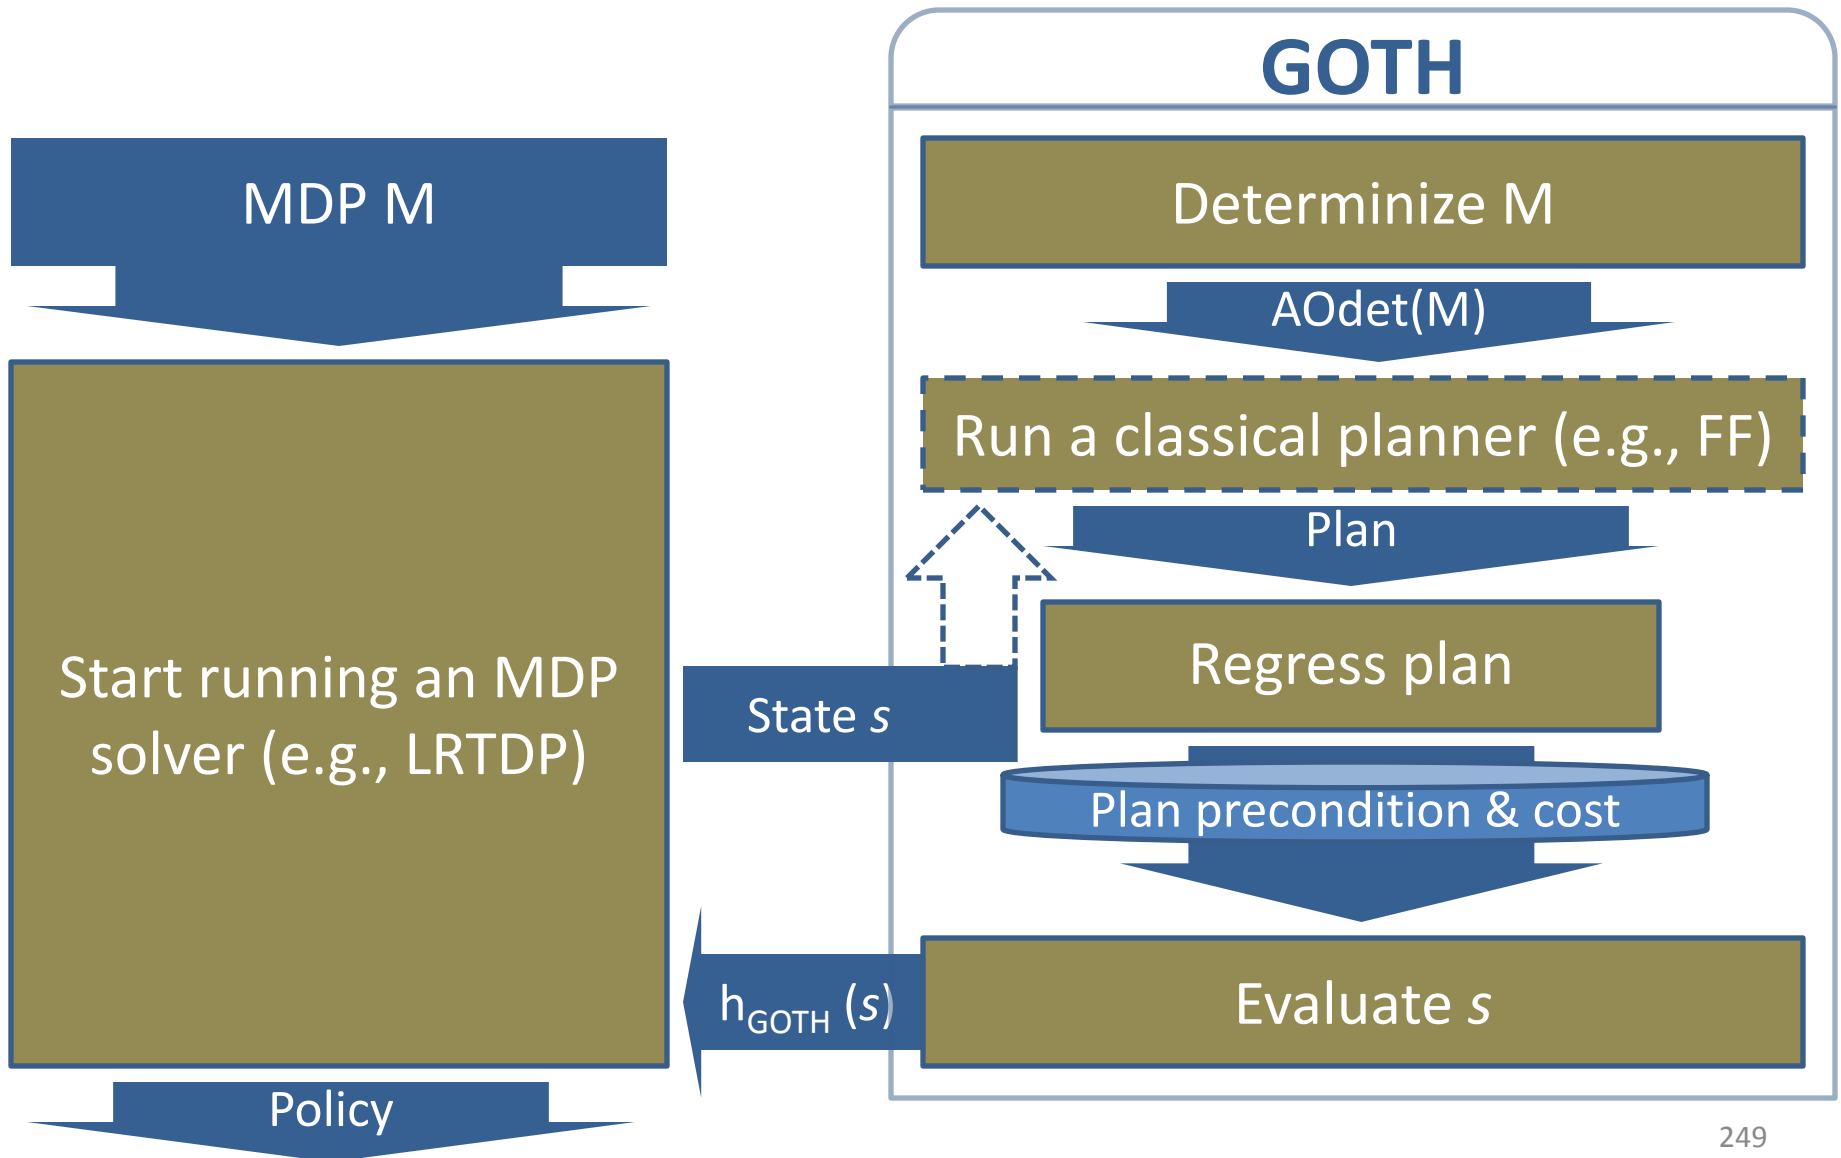 GOTH
MDP M
Determinize M
AOdet(M)
Run a classical planner (e.g., FF)
Plan
Start running an MDP
solver (e.g., LRTDP)
Regress plan
State s
Plan precondition & cost
hGOTH (s)
Evaluate s
Policy
249